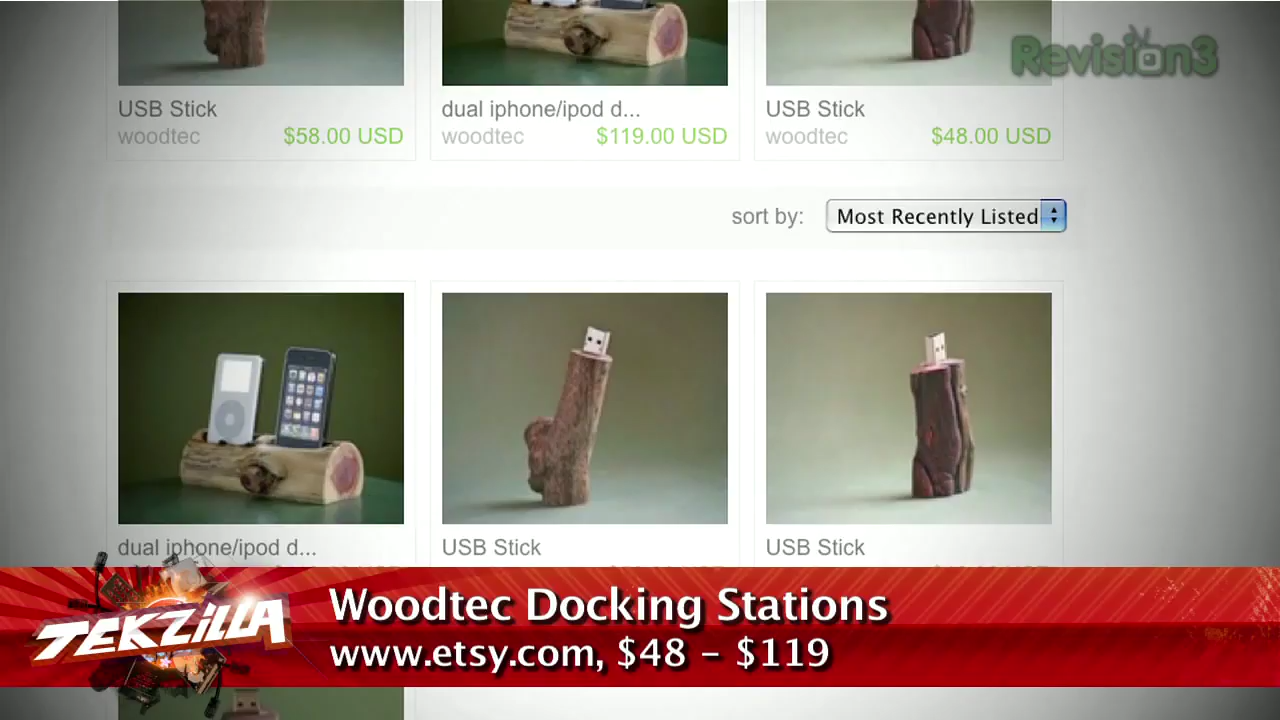 Revision3
USB Stick
woodtec $58.00 USD
dual iphone/ipod d...
woodtec $119.00 USD
USB Stick
woodtec $48.00 USD
sort by: Most Recently Listed
dual iphone/ipod d...
USB Stick
USB Stick
TEKZILLA
Woodtec Docking Stations
www.etsy.com, $48 – $119